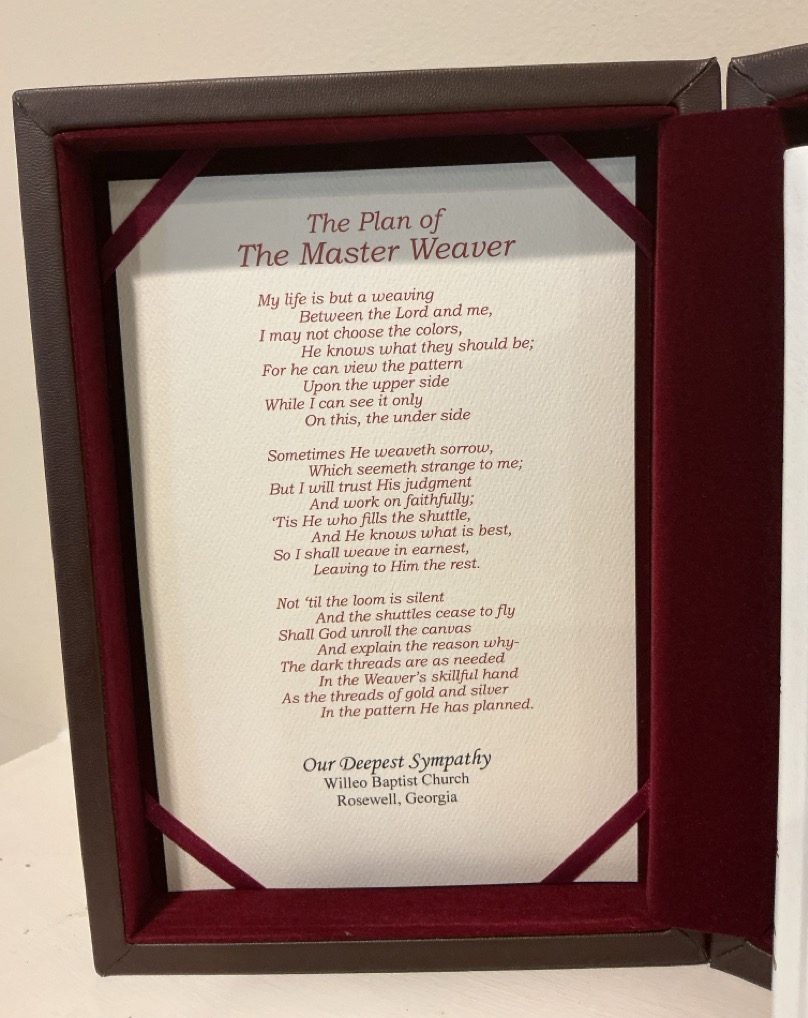 The Plan of
The Master Weaver
My life is but a weaving
Between the Lord and me,
I may not choose the colors,
He knows what they should be;
For he can view the pattern
Upon the upper side
While I can see it only
On this, the under side
Sometimes He weaveth sorrow,
Which seemeth strange to me;
But I will trust His judgment
And work on faithfully;
‘Tis He who fills the shuttle,
And He knows what is best,
So I shall weave in earnest,
Leaving to Him the rest.
Not ‘til the loom is silent
And the shuttles cease to fly
Shall God unroll the canvas
And explain the reason why-
The dark threads are as needed
In the Weaver’s skillful hand
As the threads of gold and silver
In the pattern He has planned.
Our Deepest Sympathy
Willeo Baptist Church
Rosewell, Georgia